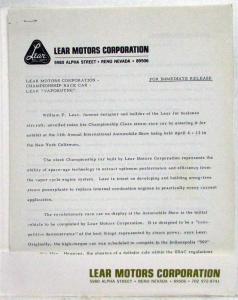 Lear
LEAR MOTORS CORPORATION
5980 ALPHA STREET • RENO NEVADA • 89506
LEAR MOTORS CORPORATION -
CHAMPIONSHIP RACE CAR -
LEAR "VAPORDYNE"
FOR IMMEDIATE RELEASE
William P. Lear, famous designer and builder of the Lear Jet business
aircraft, unveiled today his Championship Class steam race car by entering it for
exhibit at the 13th Annual International Automobile Show being held April 4 - 13 in
the New York Coliseum.
The sleek Championship car built by Lear Motors Corporation represents the
ability of space-age technology to extract optimum performance and efficiency from the
vapor cycle engine system. Lear is intent on developing and building along-term
steam powerplants to replace internal combustion engines in practically every current
application.
The revolutionary race car on display at the Automobile Show is the initial
vehicle to be completed by Lear Motors Corporation. It is designed to be a "com-
petitive demonstrator" of the best things represented by steam power, says Lear.
Originally, the high-torque car was scheduled to compete in the Indianapolis "500"
However, the absence of a suitable rule within the USAC regulations
LEAR MOTORS CORPORATION
5980 ALPHA STREET • RENO NEVADA • 89506 • 702 972-0741